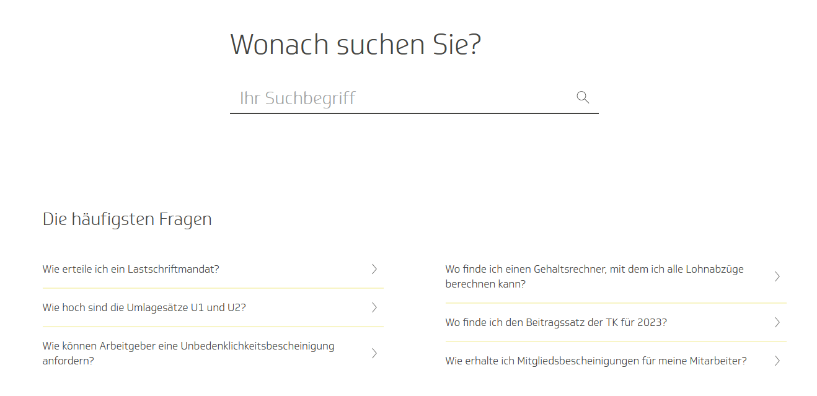 Wonach suchen Sie?
Ihr Suchbegriff
Die häufigsten Fragen
Wie erteile ich ein Lastschriftmandat?
Wie hoch sind die Umlagesätze U1 und U2?
Wie können Arbeitgeber eine Unbedenklichkeitsbescheinigung
anfordern?
Wo finde ich einen Gehaltsrechner, mit dem ich alle Lohnabzüge
berechnen kann?
Wo finde ich den Beitragssatz der TK für 2023?
Wie erhalte ich Mitgliedsbescheinigungen für meine Mitarbeiter?